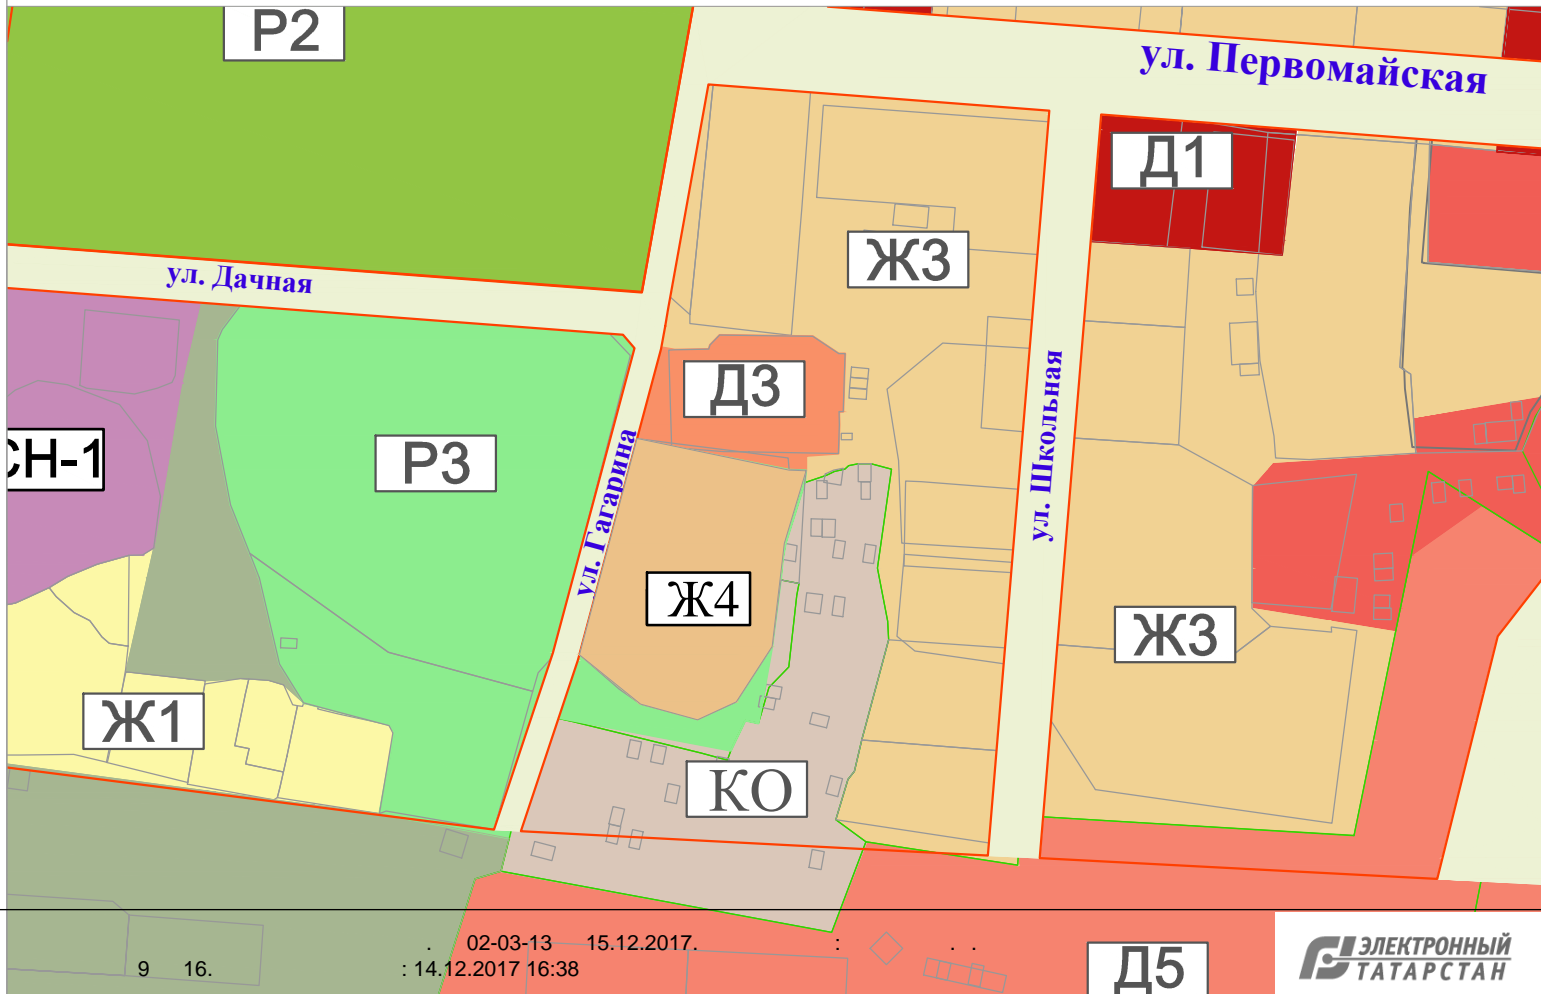 Р2
ул. Первомайская
Д1
Ж3
ул. Дачная
Д3
СН-1
Р3
ул. Гагарина
ул. Школьная
Ж4
Ж3
Ж1
КО
. 02-03-13 15.12.2017. : . .
9 16. : 14.12.2017 16:38
Д5
ЭЛЕКТРОННЫЙ
ТАТАРСТАН